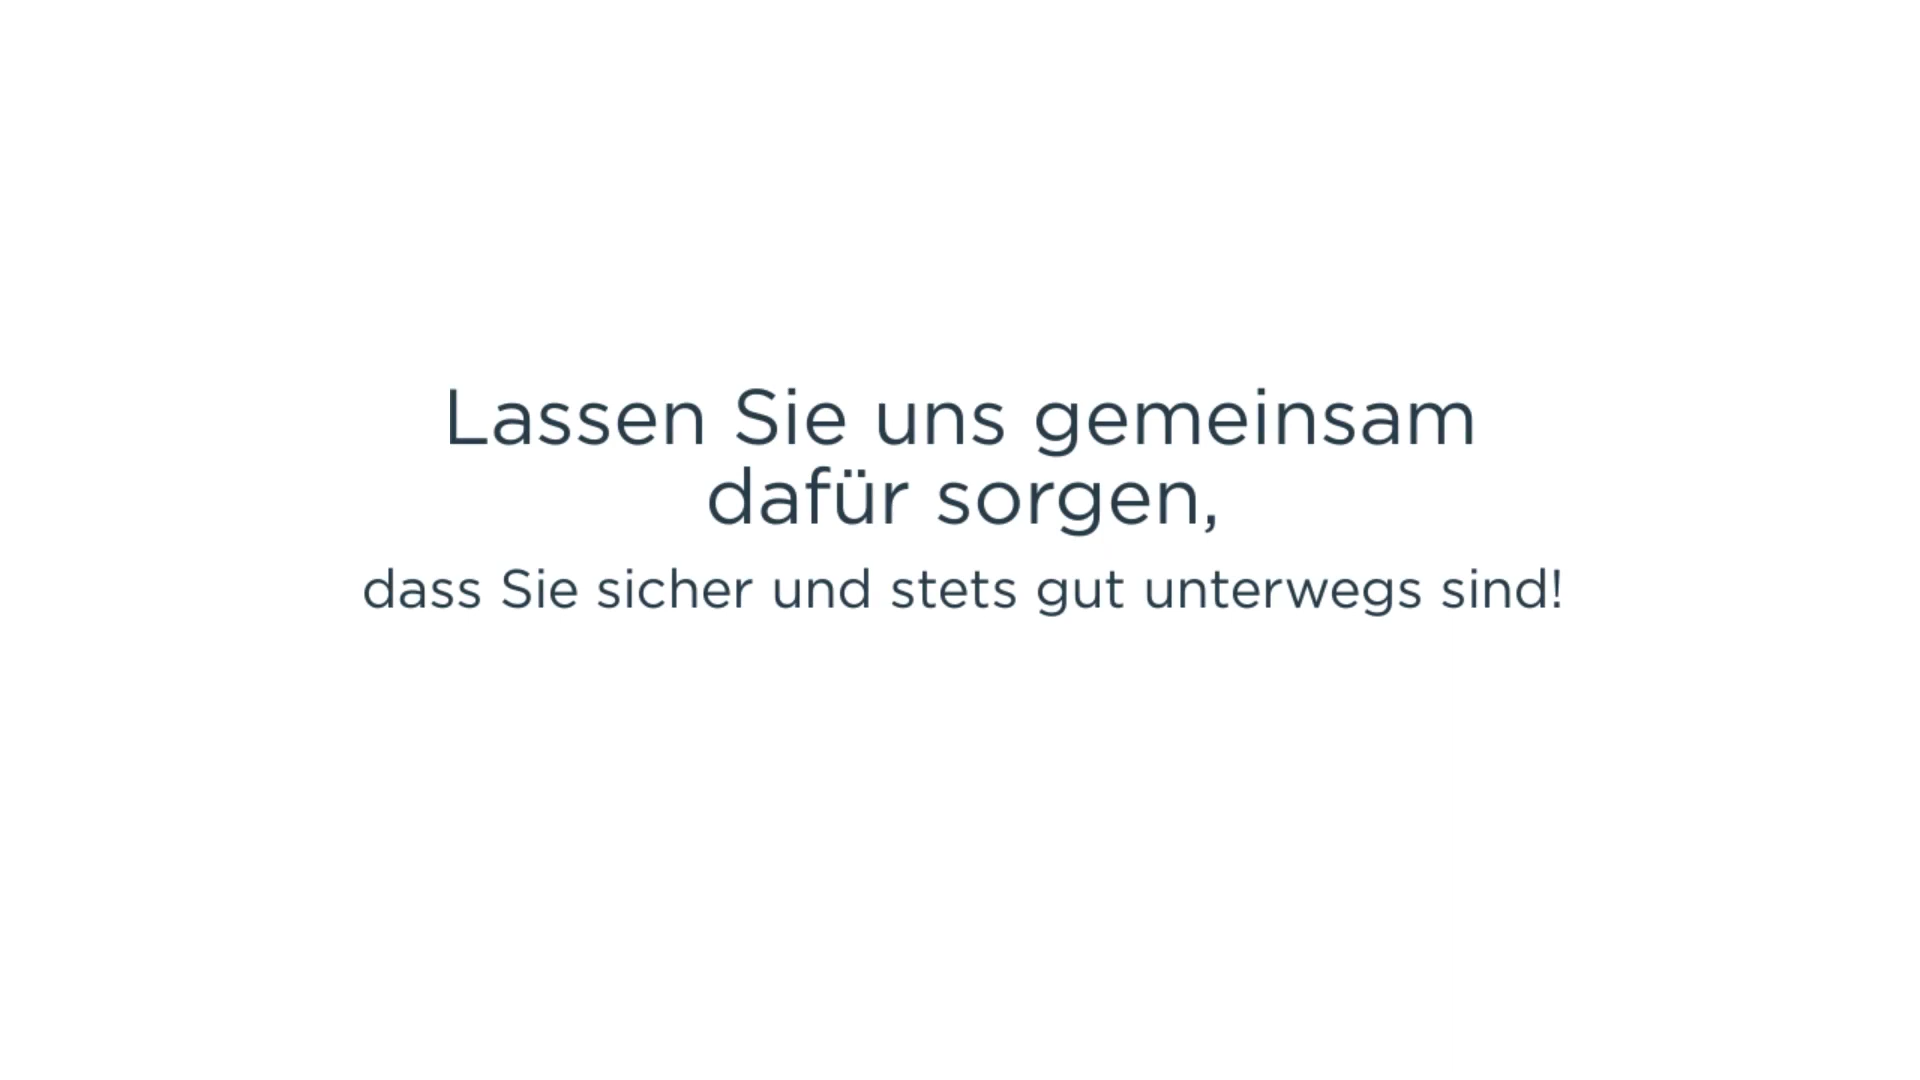 Lassen Sie uns gemeinsam
dafür sorgen,
dass Sie sicher und stets gut unterwegs sind!